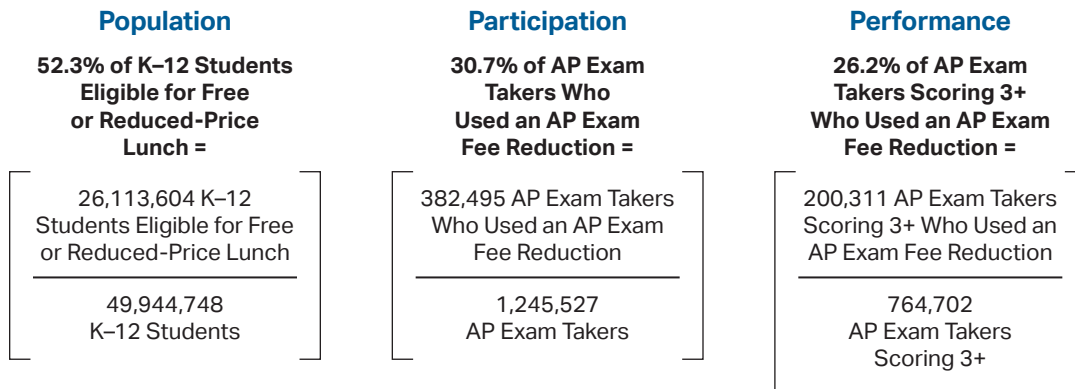 Population
52.3% of K–12 Students
Eligible for Free
or Reduced-Price
Lunch =
26,113,604 K–12
Students Eligible for Free
or Reduced-Price Lunch
49,944,748
K–12 Students
Participation
30.7% of AP Exam
Takers Who
Used an AP Exam
Fee Reduction =
382,495 AP Exam Takers
Who Used an AP Exam
Fee Reduction
1,245,527
AP Exam Takers
Performance
26.2% of AP Exam
Takers Scoring 3+
Who Used an AP Exam
Fee Reduction =
200,311 AP Exam Takers
Scoring 3+ Who Used an
AP Exam Fee Reduction
764,702
AP Exam Takers
Scoring 3+